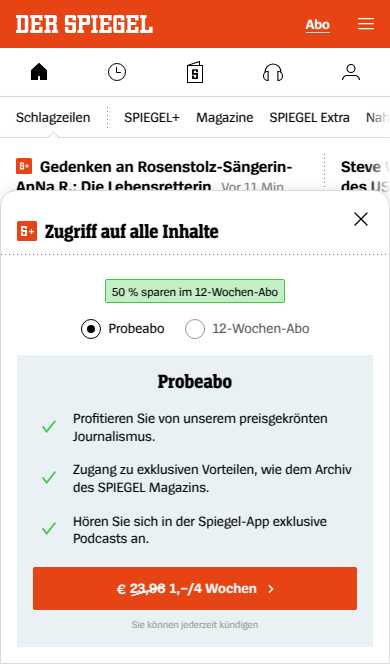 DER SPIEGEL
Abo
Schlagzeilen
SPIEGEL+
Magazine
SPIEGEL Extra
Nah
S+ Gedenken an Rosenstolz-Sängerin-
AnNa R.: Die Lebensretterin Vor 11 Min
Steve
des US
S+ Zugriff auf alle Inhalte
50 % sparen im 12-Wochen-Abo
Probeabo
12-Wochen-Abo
Probeabo
Profitieren Sie von unserem preisgekrönten
Journalismus.
Zugang zu exklusiven Vorteilen, wie dem Archiv
des SPIEGEL Magazins.
Hören Sie sich in der Spiegel-App exklusive
Podcasts an.
€ 23,96 1,–/4 Wochen
Sie können jederzeit kündigen